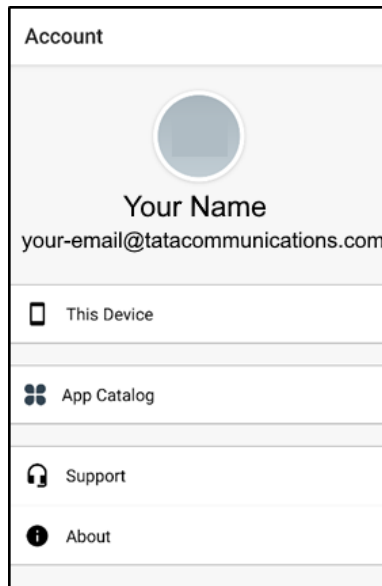 Account
Your Name
your-email@tatacommunications.com
This Device
App Catalog
Support
About